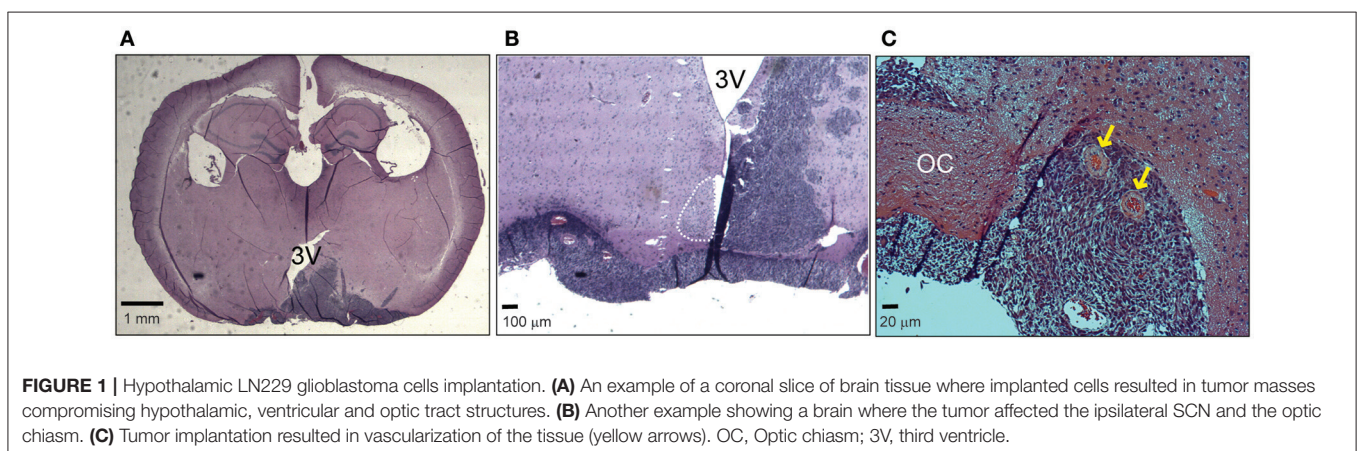 A
B
C
3V
3V
OC
1 mm
100 μm
20 μm
FIGURE 1 | Hypothalamic LN229 glioblastoma cells implantation. (A) An example of a coronal slice of brain tissue where implanted cells resulted in tumor masses
compromising hypothalamic, ventricular and optic tract structures. (B) Another example showing a brain where the tumor affected the ipsilateral SCN and the optic
chiasm. (C) Tumor implantation resulted in vascularization of the tissue (yellow arrows). OC, Optic chiasm; 3V, third ventricle.